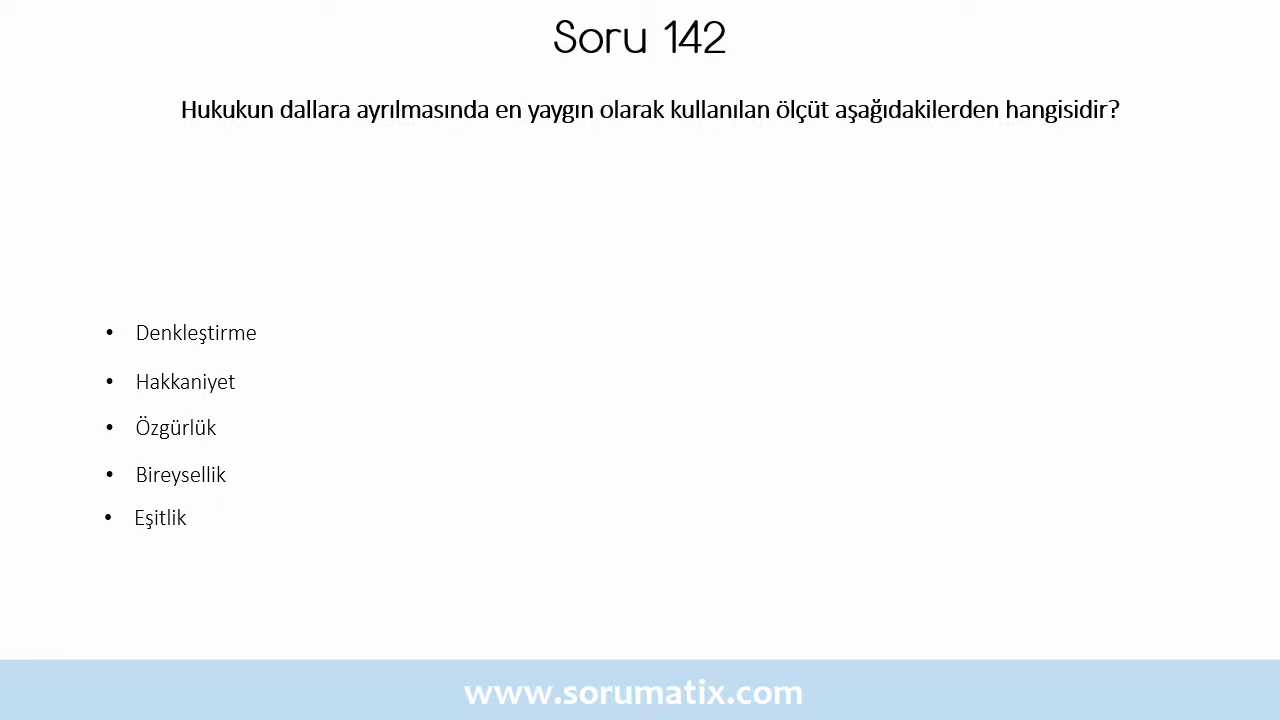 Soru 142
Hukukun dallara ayrılmasında en yaygın olarak kullanılan ölçüt aşağıdakilerden hangisidir?
• Denkleştirme
• Hakkaniyet
• Özgürlük
• Bireysellik
• Eşitlik
www.sorumatix.com